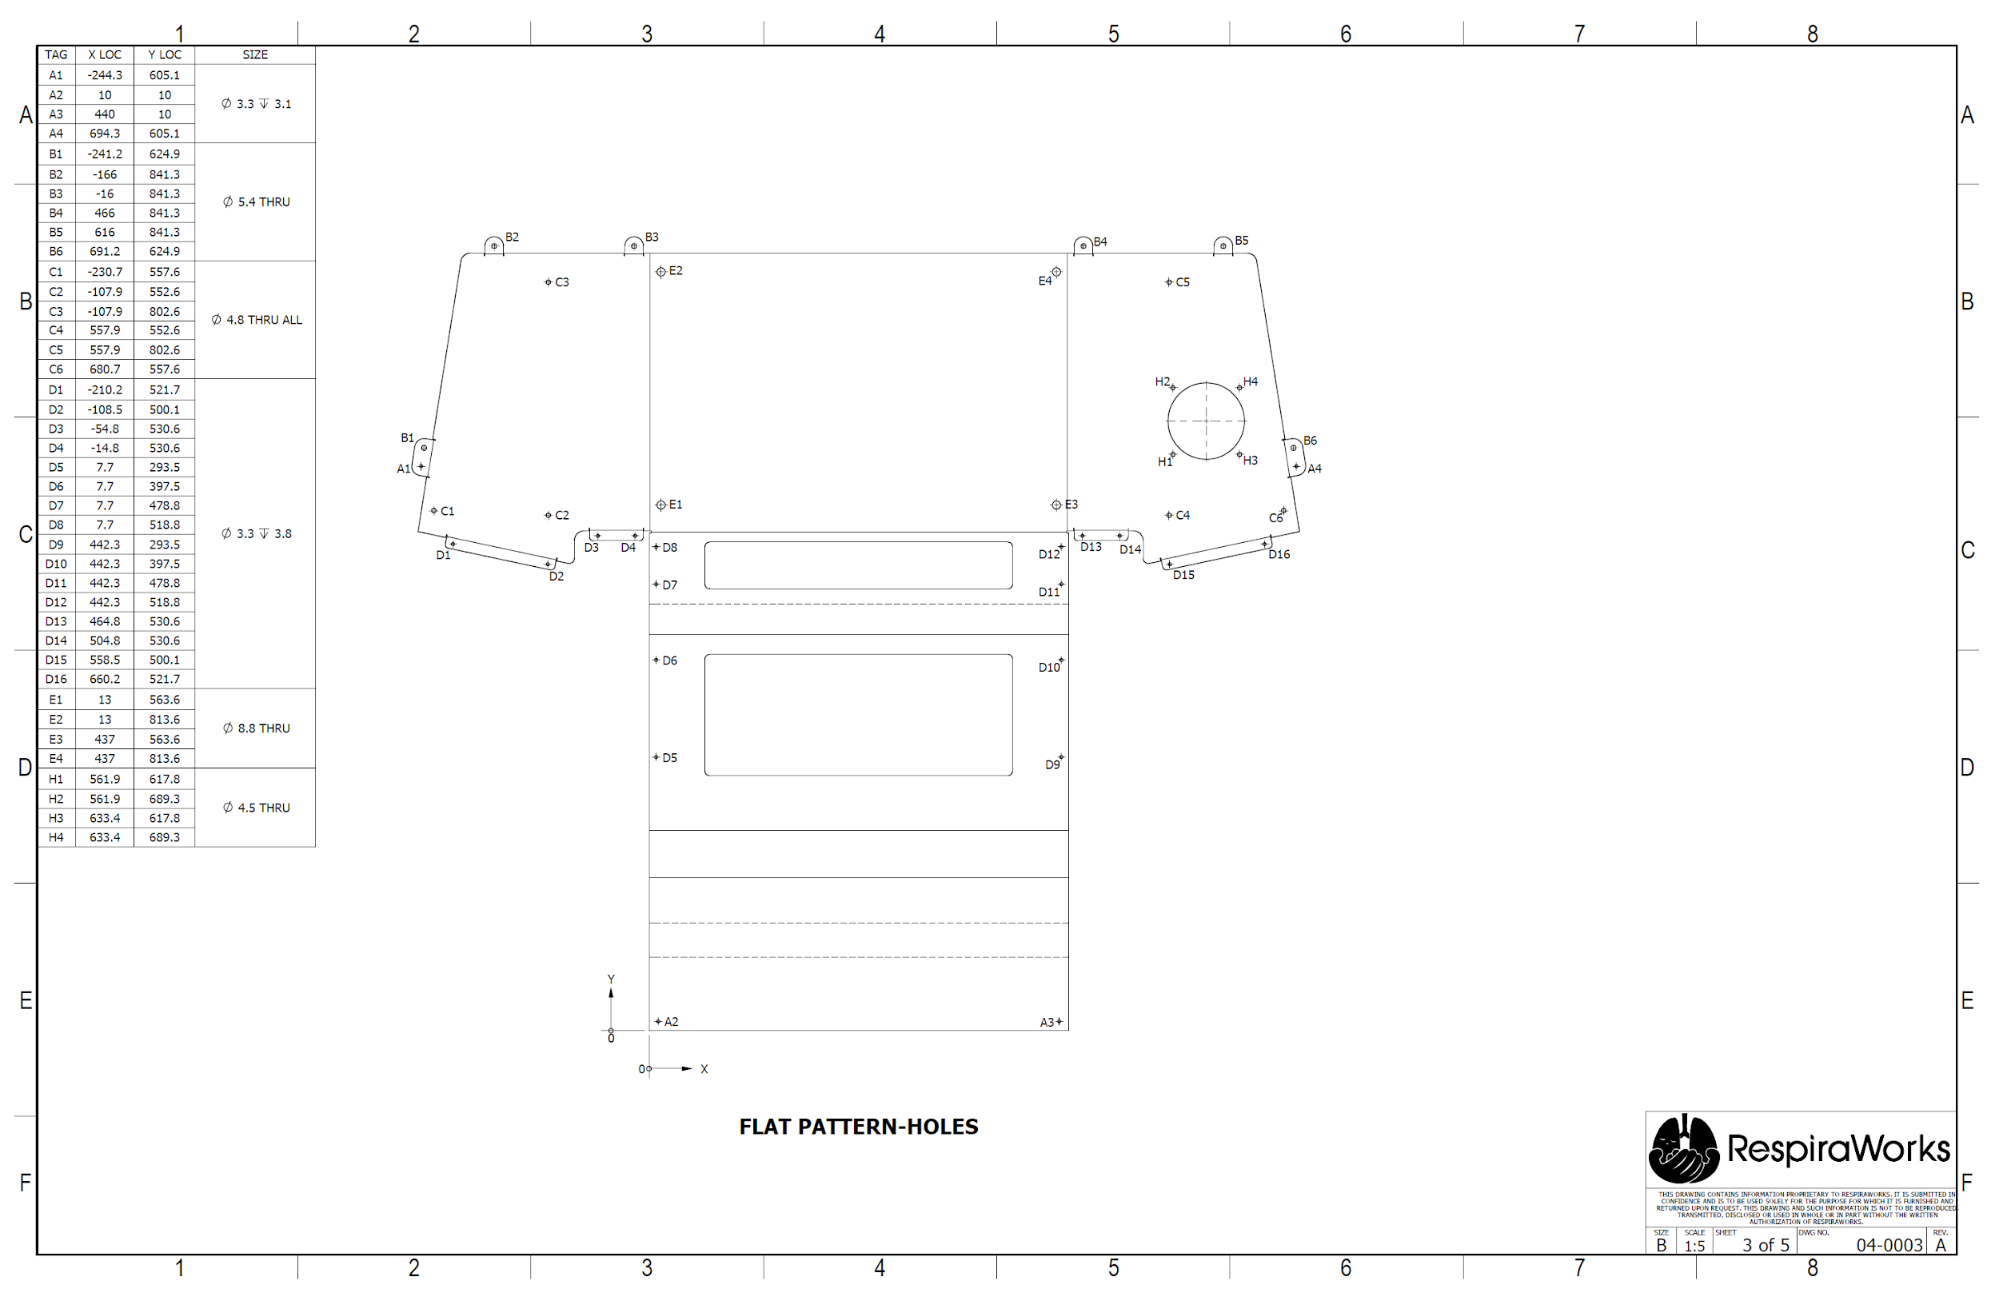 1 2 3 4 5 6 7 8
TAG X LOC Y LOC SIZE
A1 -244.3 605.1
A2 10 10
⌀ 3.3 ↧ 3.1
A3 440 10
A4 694.3 605.1
B1 -241.2 624.9
B2 -166 841.3
B3 -16 841.3
⌀ 5.4 THRU
B4 466 841.3
B5 616 841.3
B6 691.2 624.9
C1 -230.7 557.6
C2 -107.9 552.6
C3 -107.9 802.6
⌀ 4.8 THRU ALL
C4 557.9 552.6
C5 557.9 802.6
C6 680.7 557.6
D1 -210.2 521.7
D2 -108.5 500.1
D3 -54.8 530.6
D4 -14.8 530.6
D5 7.7 293.5
D6 7.7 397.5
D7 7.7 478.8
D8 7.7 518.8
⌀ 3.3 ↧ 3.8
D9 442.3 293.5
D10 442.3 397.5
D11 442.3 478.8
D12 442.3 518.8
D13 464.8 530.6
D14 504.8 530.6
D15 558.5 500.1
D16 660.2 521.7
E1 13 563.6
E2 13 813.6
⌀ 8.8 THRU
E3 437 563.6
E4 437 813.6
H1 561.9 617.8
H2 561.9 689.3
⌀ 4.5 THRU
H3 633.4 617.8
H4 633.4 689.3
A A
B B
C C
D D
E E
F F
B2 B3 B4 B5
E2 E4
C3 C5
H2 H4
B1 B6
A1 H1 H3 A4
E1 E3
C1 C2 C4 C6
D1 D3 D4 D8 D12 D13 D14 D16
D2 D15
D7 D11
D6 D10
D5 D9
Y
A2 A3
0
0 X
FLAT PATTERN-HOLES
RespiraWorks
THIS DRAWING CONTAINS INFORMATION PROPRIETARY TO RESPIRAWORKS. IT IS SUBMITTED IN
CONFIDENCE AND IS TO BE USED SOLELY FOR THE PURPOSE FOR WHICH IT IS FURNISHED AND
RETURNED UPON REQUEST. THIS DRAWING AND SUCH INFORMATION IS NOT TO BE REPRODUCED,
TRANSMITTED, DISCLOSED OR USED IN WHOLE OR IN PART WITHOUT THE WRITTEN
AUTHORIZATION OF RESPIRAWORKS.
SIZE SCALE SHEET DWG NO. REV.
B 1:5 3 of 5 04-0003 A
1 2 3 4 5 6 7 8